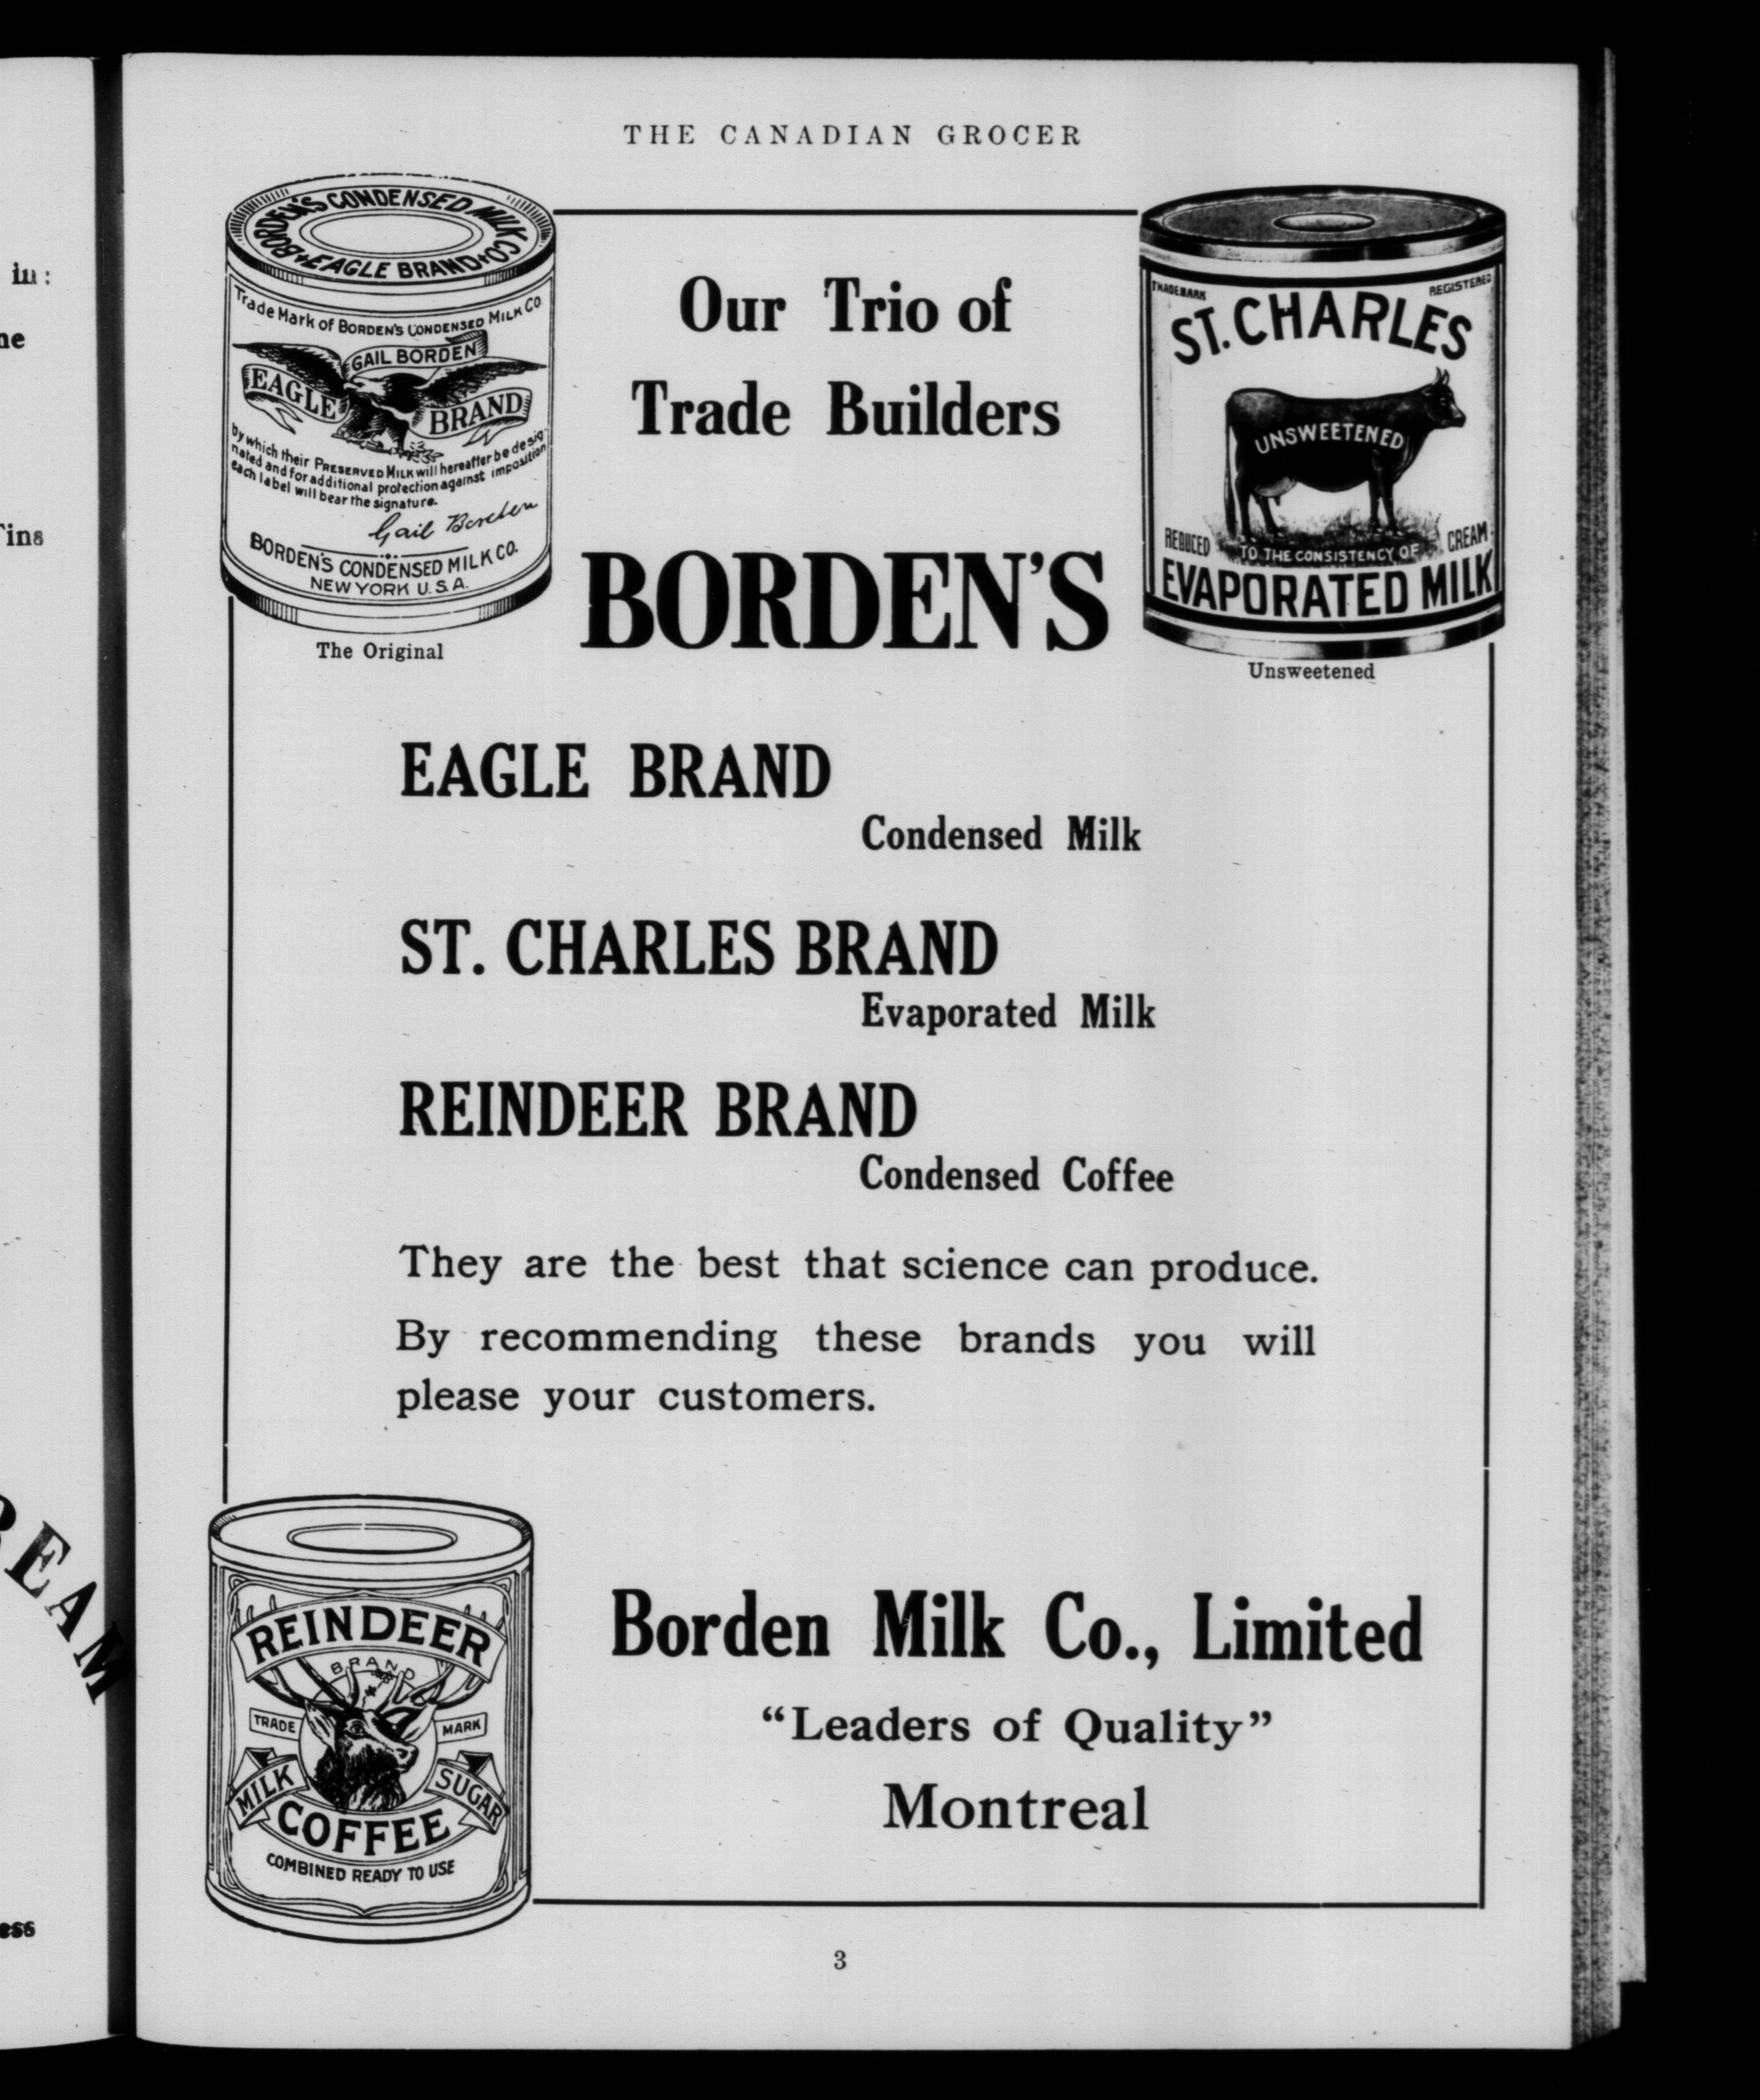 in:
ins
REAM
ess
THE CANADIAN GROCER
BORDEN'S CONDENSED MILK CO
EAGLE BRAND
Trade Mark of BORDEN'S CONDENSED MILK CO.
GAIL BORDEN
EAGLE BRAND
by which their PRESERVED MILK will hereafter be desig-
nated and for additional protection against imposition
each label will bear the signature.
Gail Borden
BORDEN'S CONDENSED MILK CO.
NEW YORK U.S.A.
The Original
Our Trio of
Trade Builders
TRADEMARK REGISTERED
ST. CHARLES
UNSWEETENED
REDUCED TO THE CONSISTENCY OF CREAM
EVAPORATED MILK
Unsweetened
BORDEN'S
EAGLE BRAND
Condensed Milk
ST. CHARLES BRAND
Evaporated Milk
REINDEER BRAND
Condensed Coffee
They are the best that science can produce.
By recommending these brands you will
please your customers.
REINDEER
BRAND
TRADE MARK
MILK SUGAR
COFFEE
COMBINED READY TO USE
Borden Milk Co., Limited
“Leaders of Quality”
Montreal
3